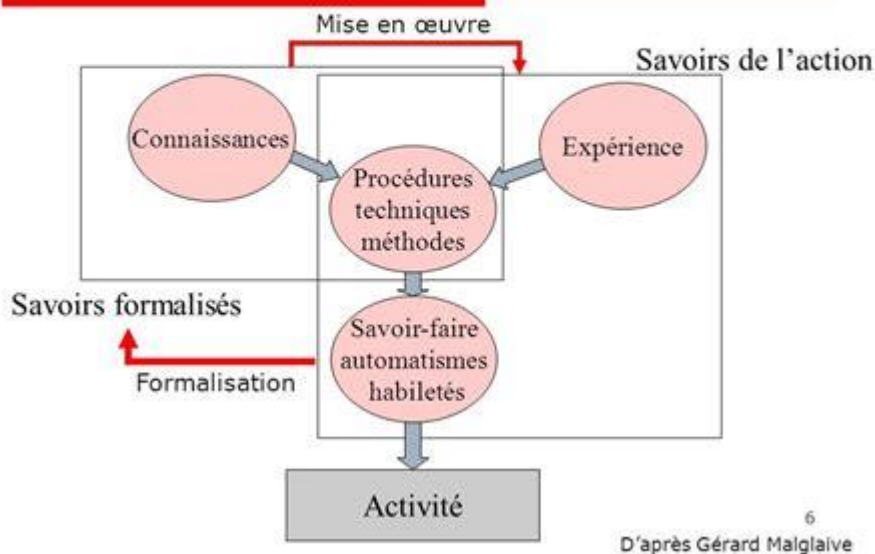 Mise en œuvre
Savoirs de l'action
Connaissances
Expérience
Procédures
techniques
méthodes
Savoirs formalisés
Savoir-faire
automatismes
habiletés
Formalisation
Activité
6
D'après Gérard Malglaive